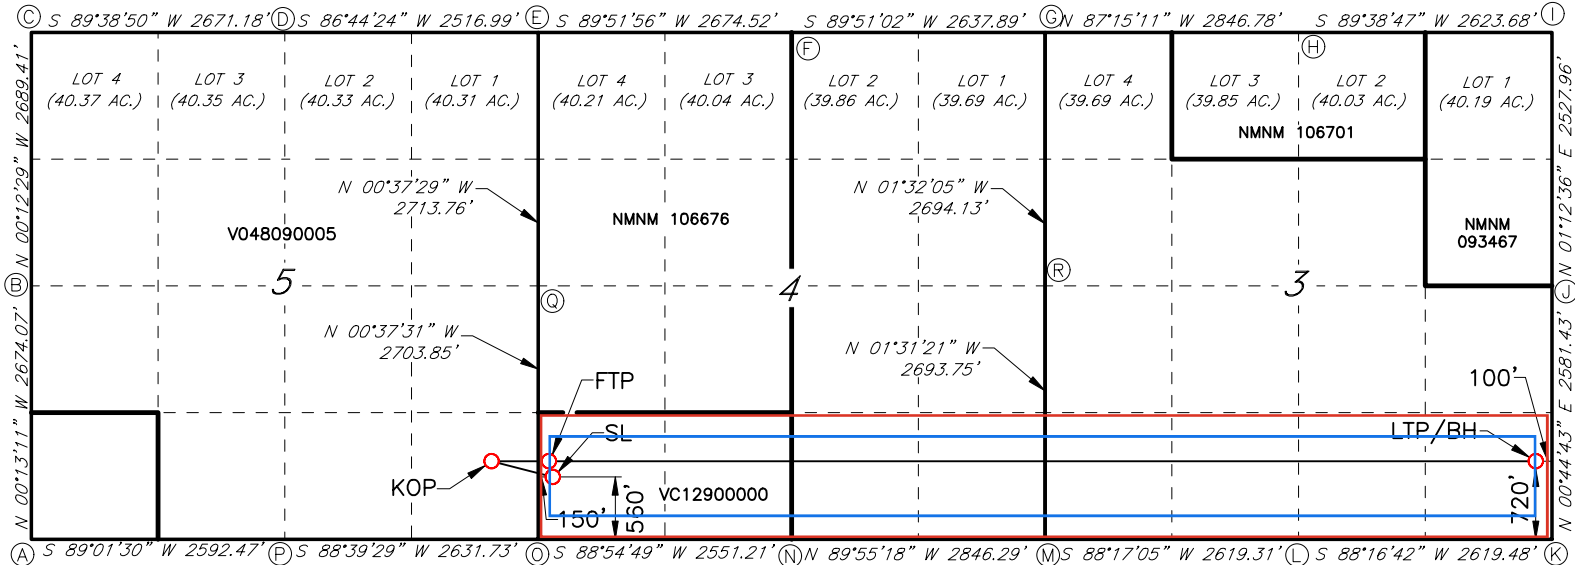 C S 89°38'50" W 2671.18' D S 86°44'24" W 2516.99' E S 89°51'56" W 2674.52' S 89°51'02" W 2637.89' G N 87°15'11" W 2846.78' S 89°38'47" W 2623.68' I
F
H
LOT 4
(40.37 AC.)
LOT 3
(40.35 AC.)
LOT 2
(40.33 AC.)
LOT 1
(40.31 AC.)
LOT 4
(40.21 AC.)
LOT 3
(40.04 AC.)
LOT 2
(39.86 AC.)
LOT 1
(39.69 AC.)
LOT 4
(39.69 AC.)
LOT 3
(39.85 AC.)
LOT 2
(40.03 AC.)
LOT 1
(40.19 AC.)
NMNM 106701
N 00°12'29" W 2689.41'
N 01°12'36" E 2527.96'
N 00°37'29" W
2713.76'
N 01°32'05" W
2694.13'
V048090005
NMNM 106676
NMNM
093467
B
5
Q
4
R
3
J
N 00°37'31" W
2703.85'
N 01°31'21" W
2693.75'
N 00°13'11" W 2674.07'
N 00°44'43" E 2581.43'
FTP
100'
SL
LTP/BH
KOP
VC12900000
150'
560'
720'
A S 89°01'30" W 2592.47' P S 88°39'29" W 2631.73' O S 88°54'49" W 2551.21' N N 89°55'18" W 2846.29' M S 88°17'05" W 2619.31' L S 88°16'42" W 2619.48' K